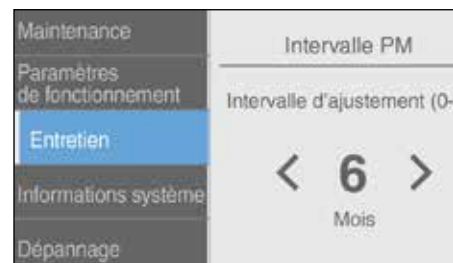 Maintenance
Paramètres
de fonctionnement
Entretien
Informations système
Dépannage
Intervalle PM
Intervalle d'ajustement (0-
6
Mois